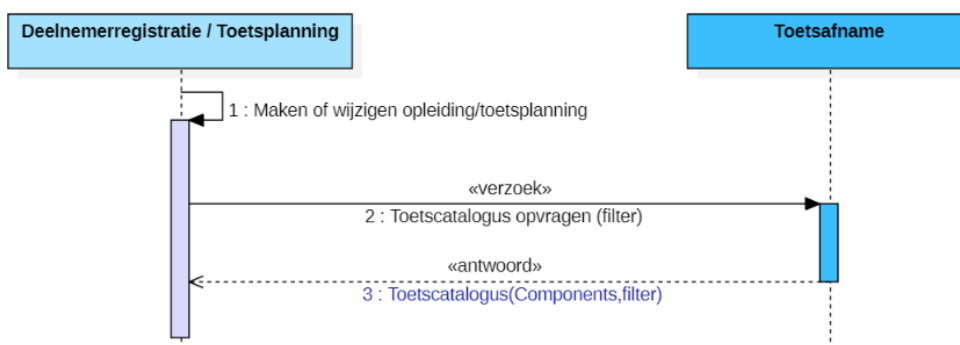 Deelnemerregistratie / Toetsplanning
Toetsafname
1 : Maken of wijzigen opleiding/toetsplanning
«verzoek»
2 : Toetscatalogus opvragen (filter)
«antwoord»
3 : Toetscatalogus(Components,filter)